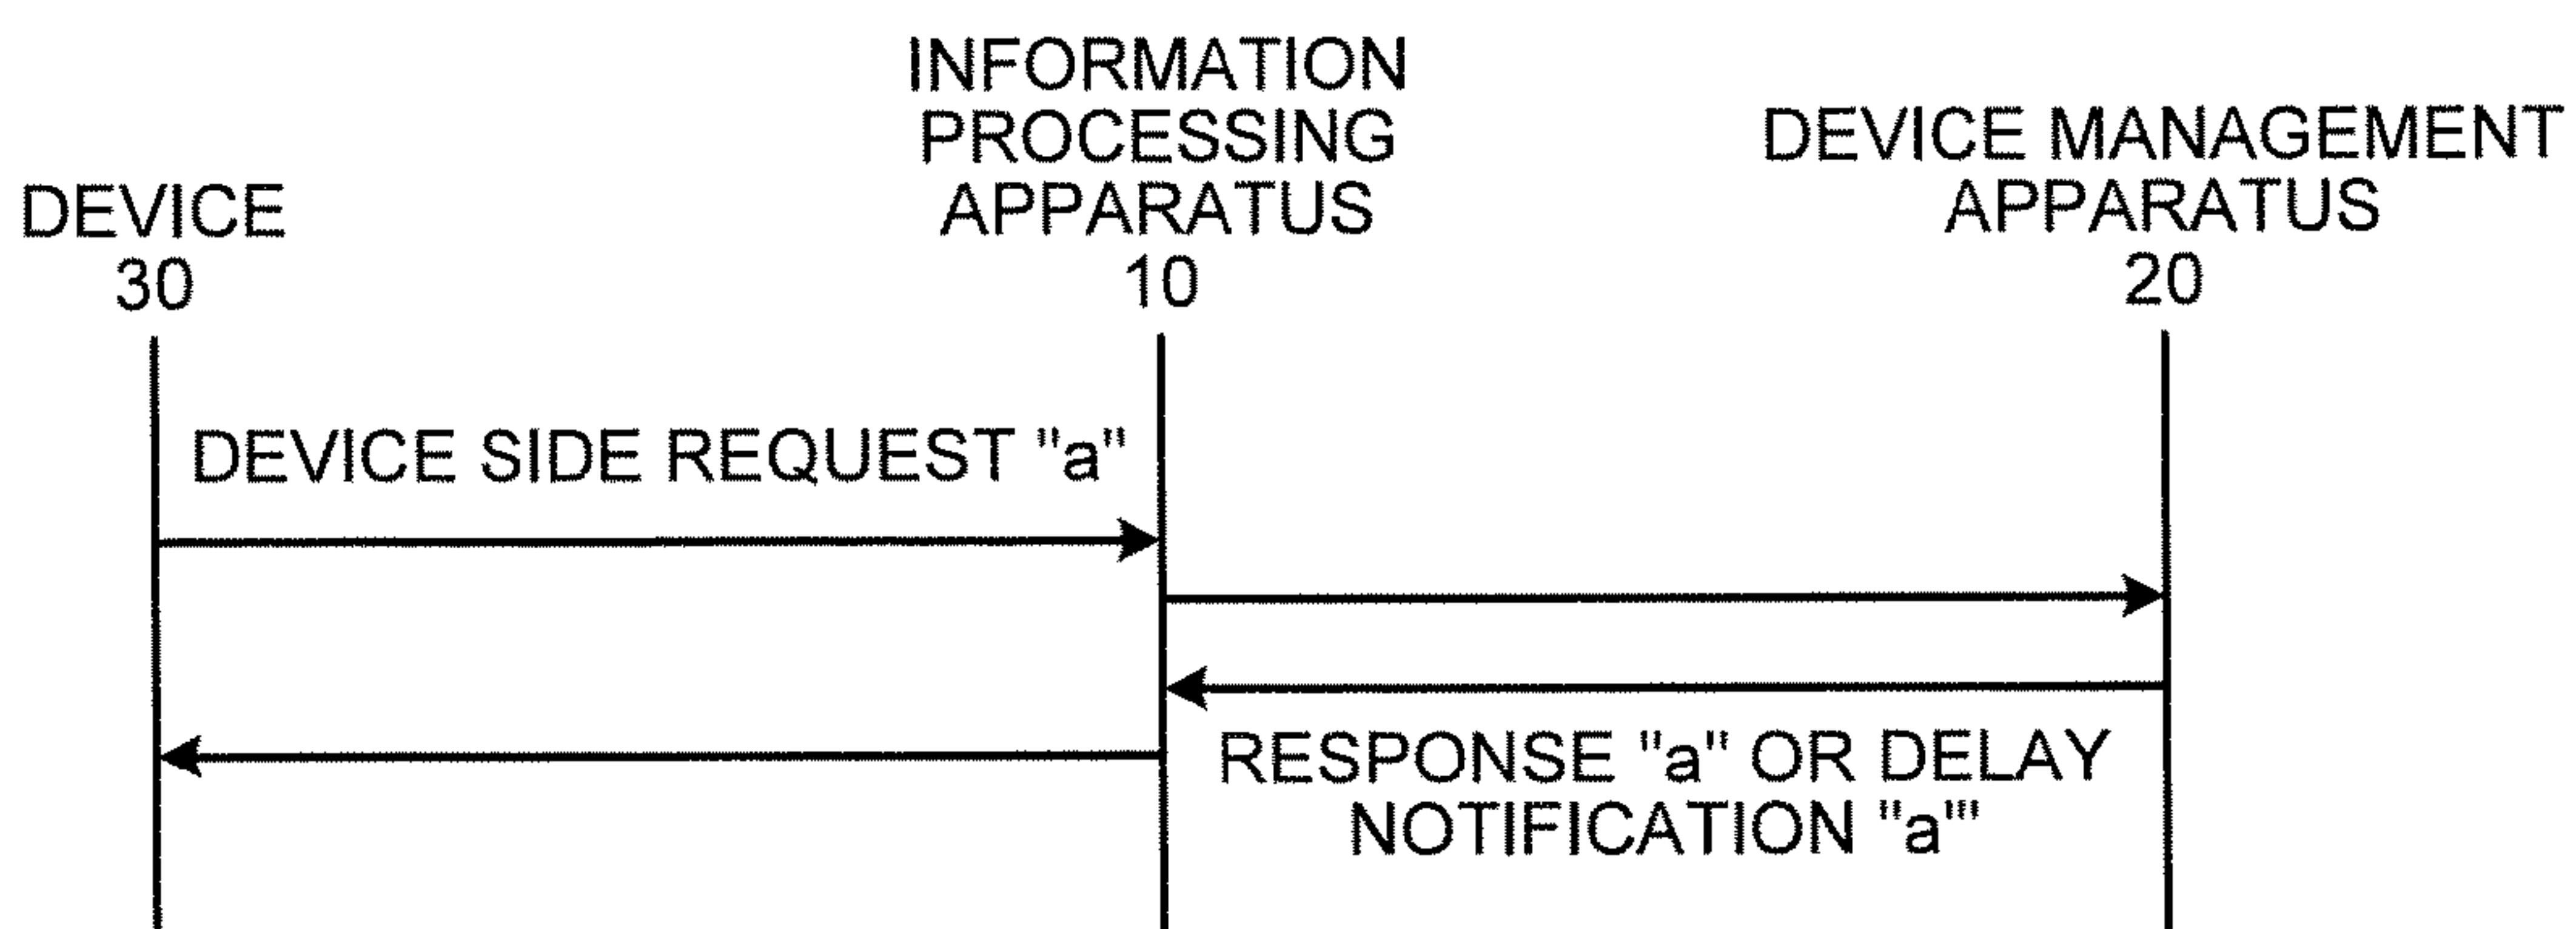 DEVICE
30
INFORMATION
PROCESSING
APPARATUS
10
DEVICE MANAGEMENT
APPARATUS
20
DEVICE SIDE REQUEST "a"
RESPONSE "a" OR DELAY
NOTIFICATION "a'"